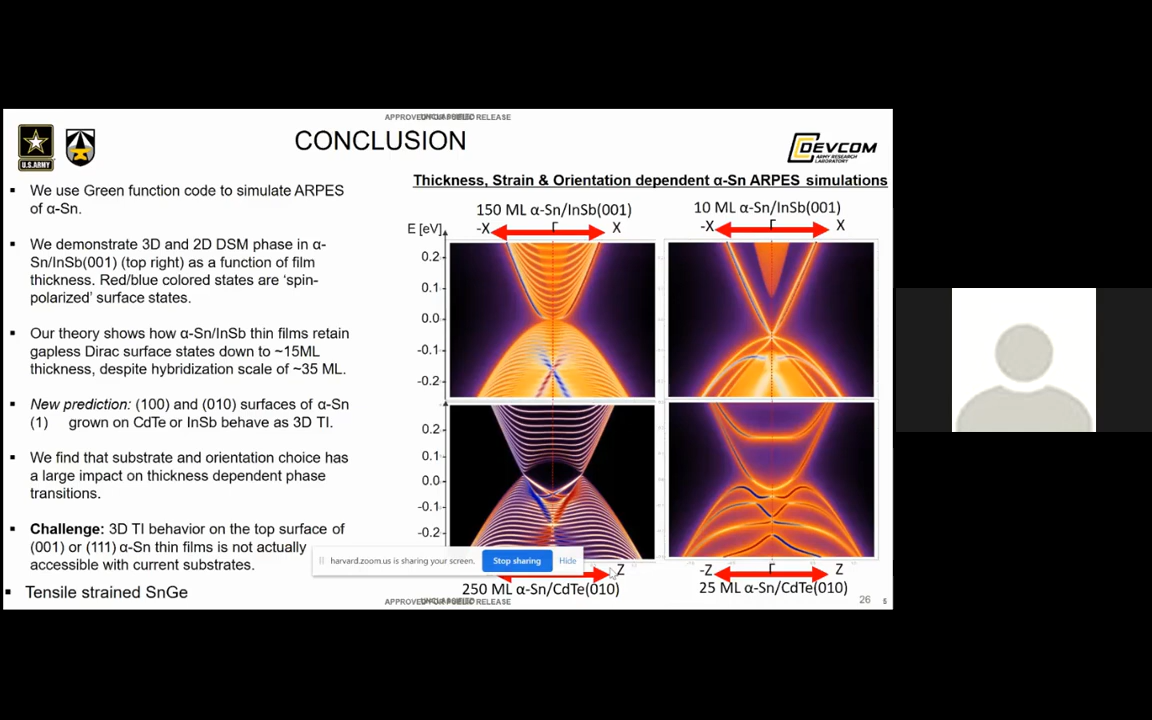 APPROVED FOR PUBLIC RELEASE
CONCLUSION
U.S.ARMY
DEVCOM
ARMY RESEARCH
LABORATORY
Thickness, Strain & Orientation dependent α-Sn ARPES simulations
▪ We use Green function code to simulate ARPES
of α-Sn.
▪ We demonstrate 3D and 2D DSM phase in α-
Sn/InSb(001) (top right) as a function of film
thickness. Red/blue colored states are ‘spin-
polarized’ surface states.
▪ Our theory shows how α-Sn/InSb thin films retain
gapless Dirac surface states down to ~15ML
thickness, despite hybridization scale of ~35 ML.
▪ New prediction: (100) and (010) surfaces of α-Sn
(1) grown on CdTe or InSb behave as 3D TI.
▪ We find that substrate and orientation choice has
a large impact on thickness dependent phase
transitions.
▪ Challenge: 3D TI behavior on the top surface of
(001) or (111) α-Sn thin films is not actually
accessible with current substrates.
▪ Tensile strained SnGe
150 ML α-Sn/InSb(001)
-X Γ X
E [eV]
0.2
0.1
0.0
-0.1
-0.2
10 ML α-Sn/InSb(001)
-X Γ X
0.2
0.1
0.0
-0.1
-0.2
harvard.zoom.us is sharing your screen.
Stop sharing
Hide
Z
250 ML α-Sn/CdTe(010)
-Z Γ Z
25 ML α-Sn/CdTe(010)
APPROVED FOR PUBLIC RELEASE
26
5